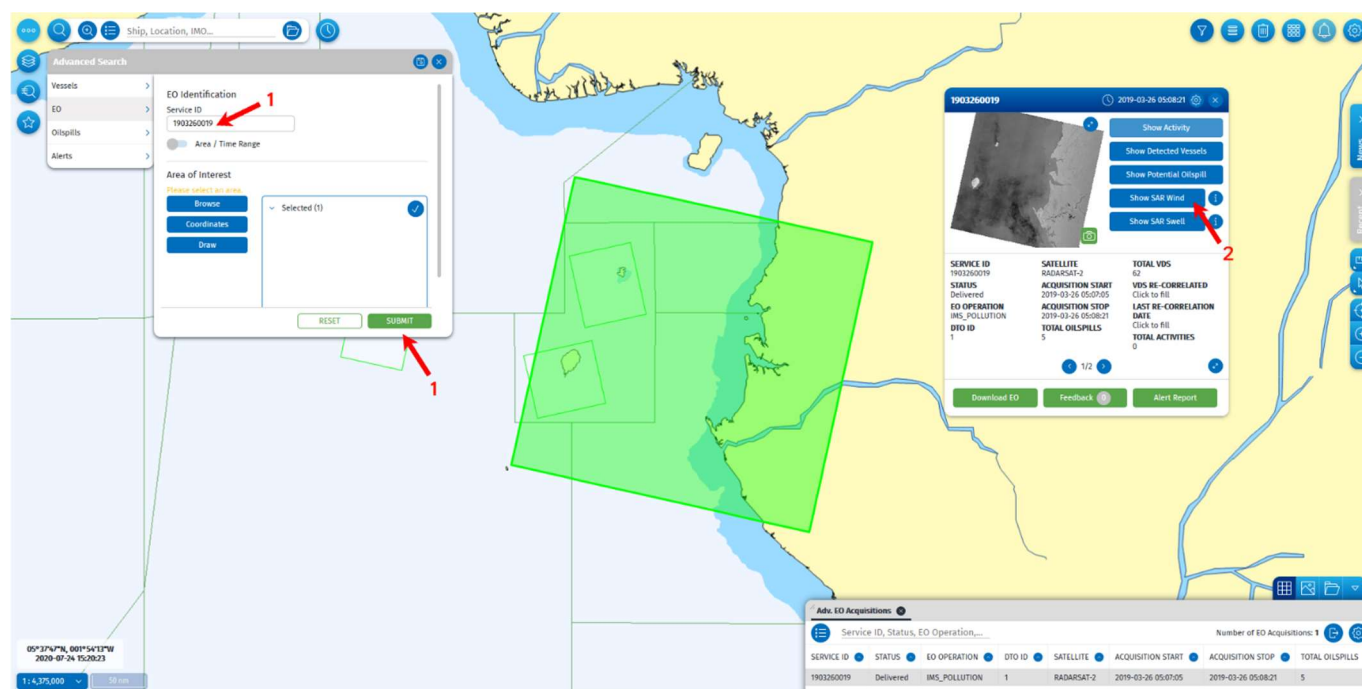 Ship, Location, IMO...
Advanced Search
Vessels
EO
Oilspills
Alerts
EO Identification
Service ID
1903260019
1
Area / Time Range
Area of Interest
Please select an area.
Browse
Coordinates
Draw
Selected (1)
RESET
SUBMIT
1
1903260019
2019-03-26 05:08:21
Show Activity
Show Detected Vessels
Show Potential Oilspill
Show SAR Wind
Show SAR Swell
2
SERVICE ID
1903260019
STATUS
Delivered
EO OPERATION
IMS_POLLUTION
DTO ID
1
SATELLITE
RADARSAT-2
ACQUISITION START
2019-03-26 05:07:05
ACQUISITION STOP
2019-03-26 05:08:21
TOTAL OILSPILLS
5
TOTAL VDS
62
VDS RE-CORRELATED
Click to fill
LAST RE-CORRELATION
DATE
Click to fill
TOTAL ACTIVITIES
0
1/2
Download EO
Feedback 0
Alert Report
News
Adv. EO Acquisitions
Service ID, Status, EO Operation,...
Number of EO Acquisitions: 1
SERVICE ID STATUS EO OPERATION DTO ID SATELLITE ACQUISITION START ACQUISITION STOP TOTAL OILSPILLS
1903260019 Delivered IMS_POLLUTION 1 RADARSAT-2 2019-03-26 05:07:05 2019-03-26 05:08:21 5
05°37'47"N, 001°54'13"W
2020-07-24 15:20:23
1 : 4,375,000
50 nm